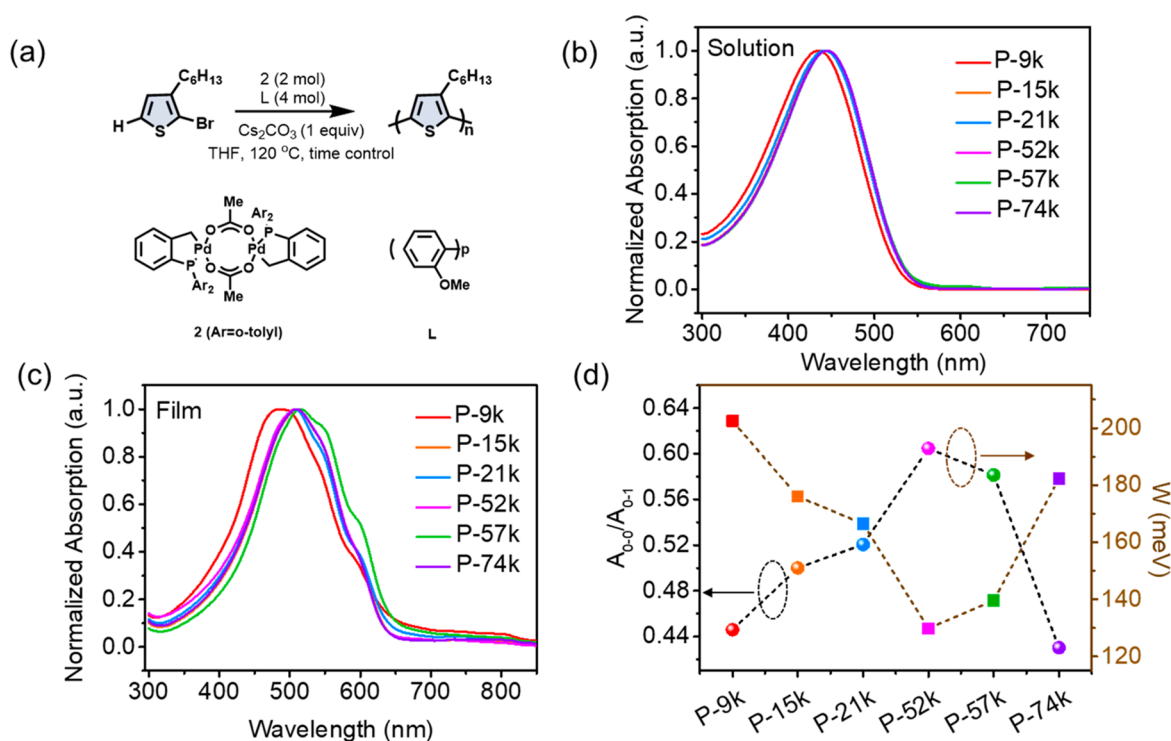 (a)
C6H13
H
S
Br
2 (2 mol)
L (4 mol)
Cs2CO3 (1 equiv)
THF, 120 °C, time control
C6H13
S
n
Me
Ar2
O O P
Pd Pd
P O O
Ar2
Me
2 (Ar=o-tolyl)
p
OMe
L
(b)
Solution
P-9k
P-15k
P-21k
P-52k
P-57k
P-74k
Normalized Absorption (a.u.)
1.0
0.8
0.6
0.4
0.2
0.0
300 400 500 600 700
Wavelength (nm)
(c)
Film
P-9k
P-15k
P-21k
P-52k
P-57k
P-74k
Normalized Absorption (a.u.)
1.0
0.8
0.6
0.4
0.2
0.0
300 400 500 600 700 800
Wavelength (nm)
(d)
A0-0/A0-1
0.64
0.60
0.56
0.52
0.48
0.44
W (meV)
200
180
160
140
120
P-9k P-15k P-21k P-52k P-57k P-74k